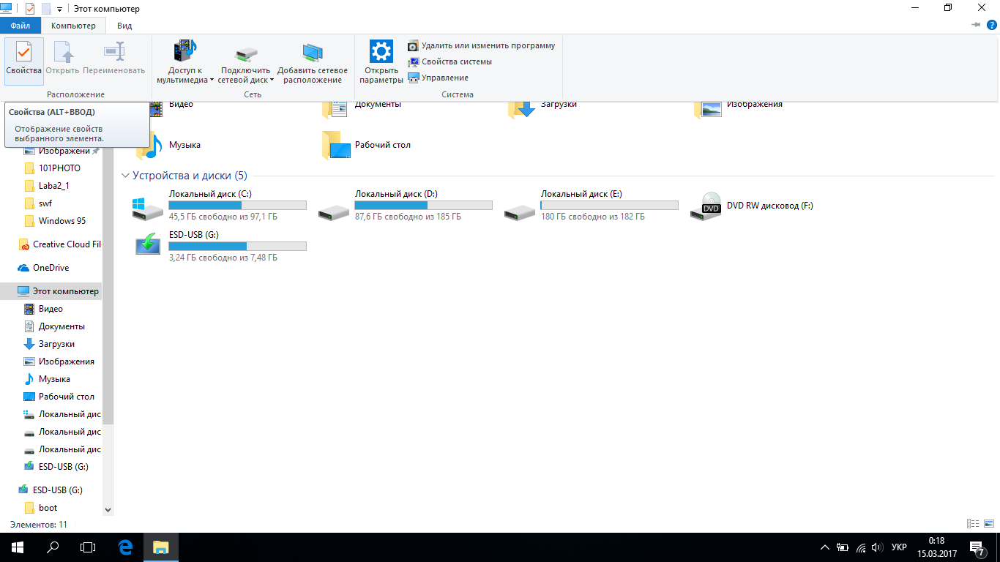 Этот компьютер
Файл
Компьютер
Вид
Свойства
Открыть
Переименовать
Расположение
Доступ к
мультимедиа
Подключить
сетевой диск
Добавить сетевое
расположение
Сеть
Открыть
параметры
Удалить или изменить программу
Свойства системы
Управление
Система
Свойства (ALT+ВВОД)
Отображение свойств
выбранного элемента.
Изображени
101PHOTO
Laba2_1
swf
Windows 95
Creative Cloud Fil
OneDrive
Этот компьютер
Видео
Документы
Загрузки
Изображения
Музыка
Рабочий стол
Локальный дис
Локальный дис
Локальный дис
ESD-USB (G:)
ESD-USB (G:)
boot
Видео
Документы
Загрузки
Изображения
Музыка
Рабочий стол
Устройства и диски (5)
Локальный диск (C:)
45,5 ГБ свободно из 97,1 ГБ
Локальный диск (D:)
87,6 ГБ свободно из 185 ГБ
Локальный диск (E:)
180 ГБ свободно из 182 ГБ
DVD
DVD RW дисковод (F:)
ESD-USB (G:)
3,24 ГБ свободно из 7,48 ГБ
Элементов: 11
УКР
0:18
15.03.2017
7